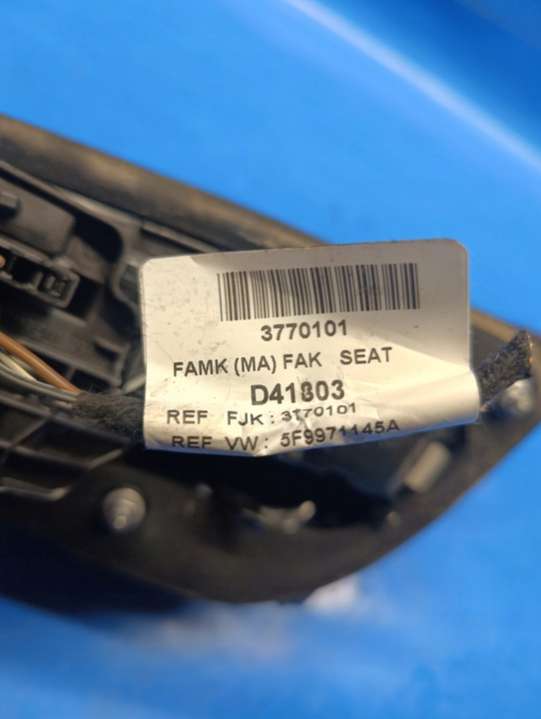 3770101
FAMK (MA) FAK SEAT
D41803
REF FJK : 3770101
REF VW : 5F9971145A